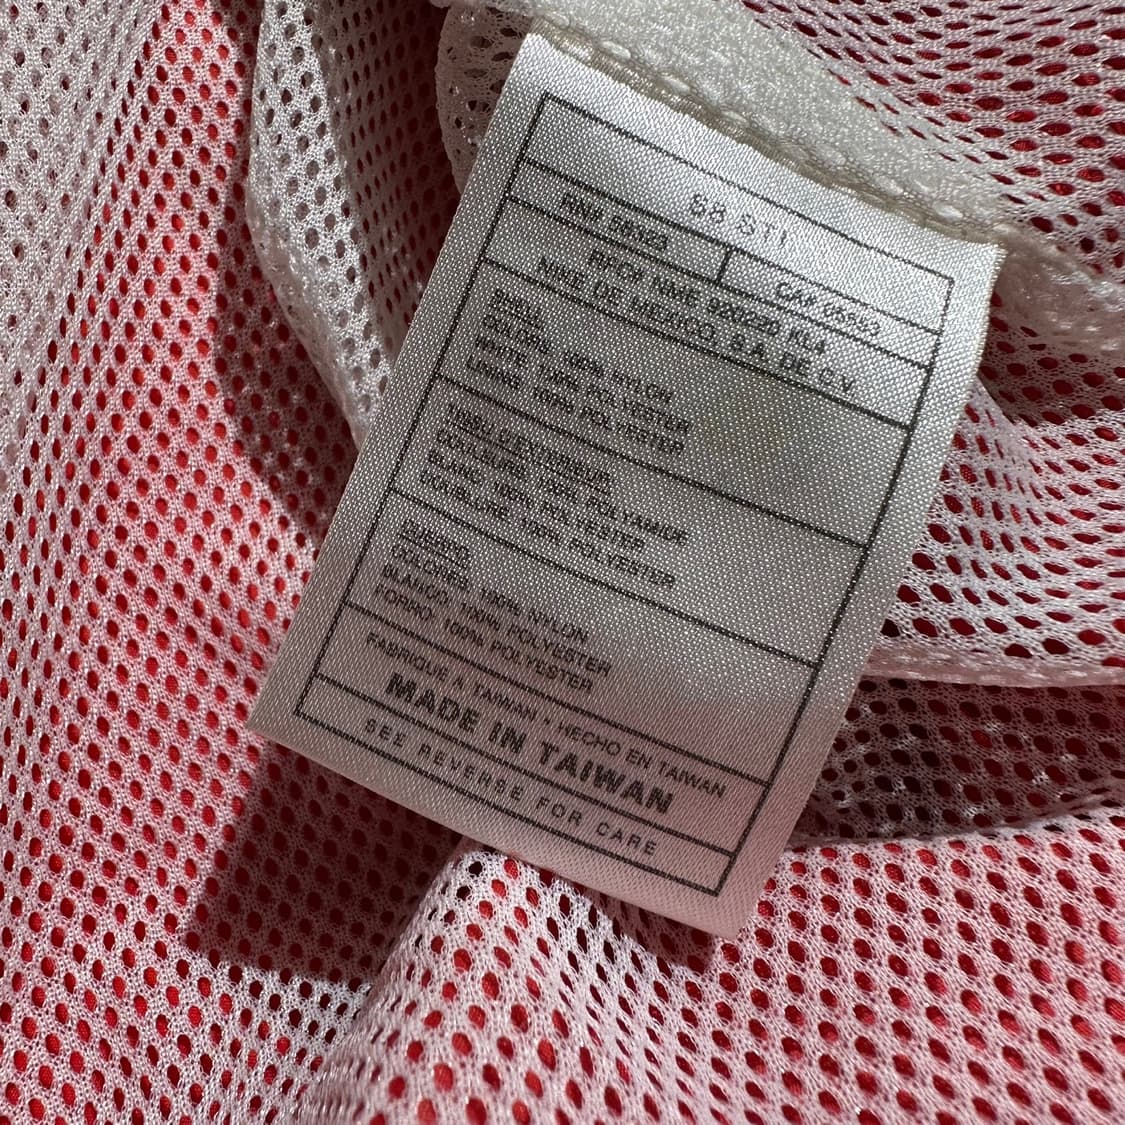 S8 STI
RN# 56323 CA# 05553
RFC# NME 920220 KL4
NIKE DE MEXICO, S.A. DE C.V.
SHELL
COLORS: 100% NYLON
WHITE: 100% POLYESTER
LINING: 100% POLYESTER
TISSU D'EXTERIEUR
COULEURS: 100% POLYAMIDE
BLANC: 100% POLYESTER
DOUBLURE: 100% POLYESTER
CUERPO
COLORES: 100% NYLON
BLANCO: 100% POLYESTER
FORRO: 100% POLYESTER
FABRIQUE A TAIWAN • HECHO EN TAIWAN
MADE IN TAIWAN
SEE REVERSE FOR CARE